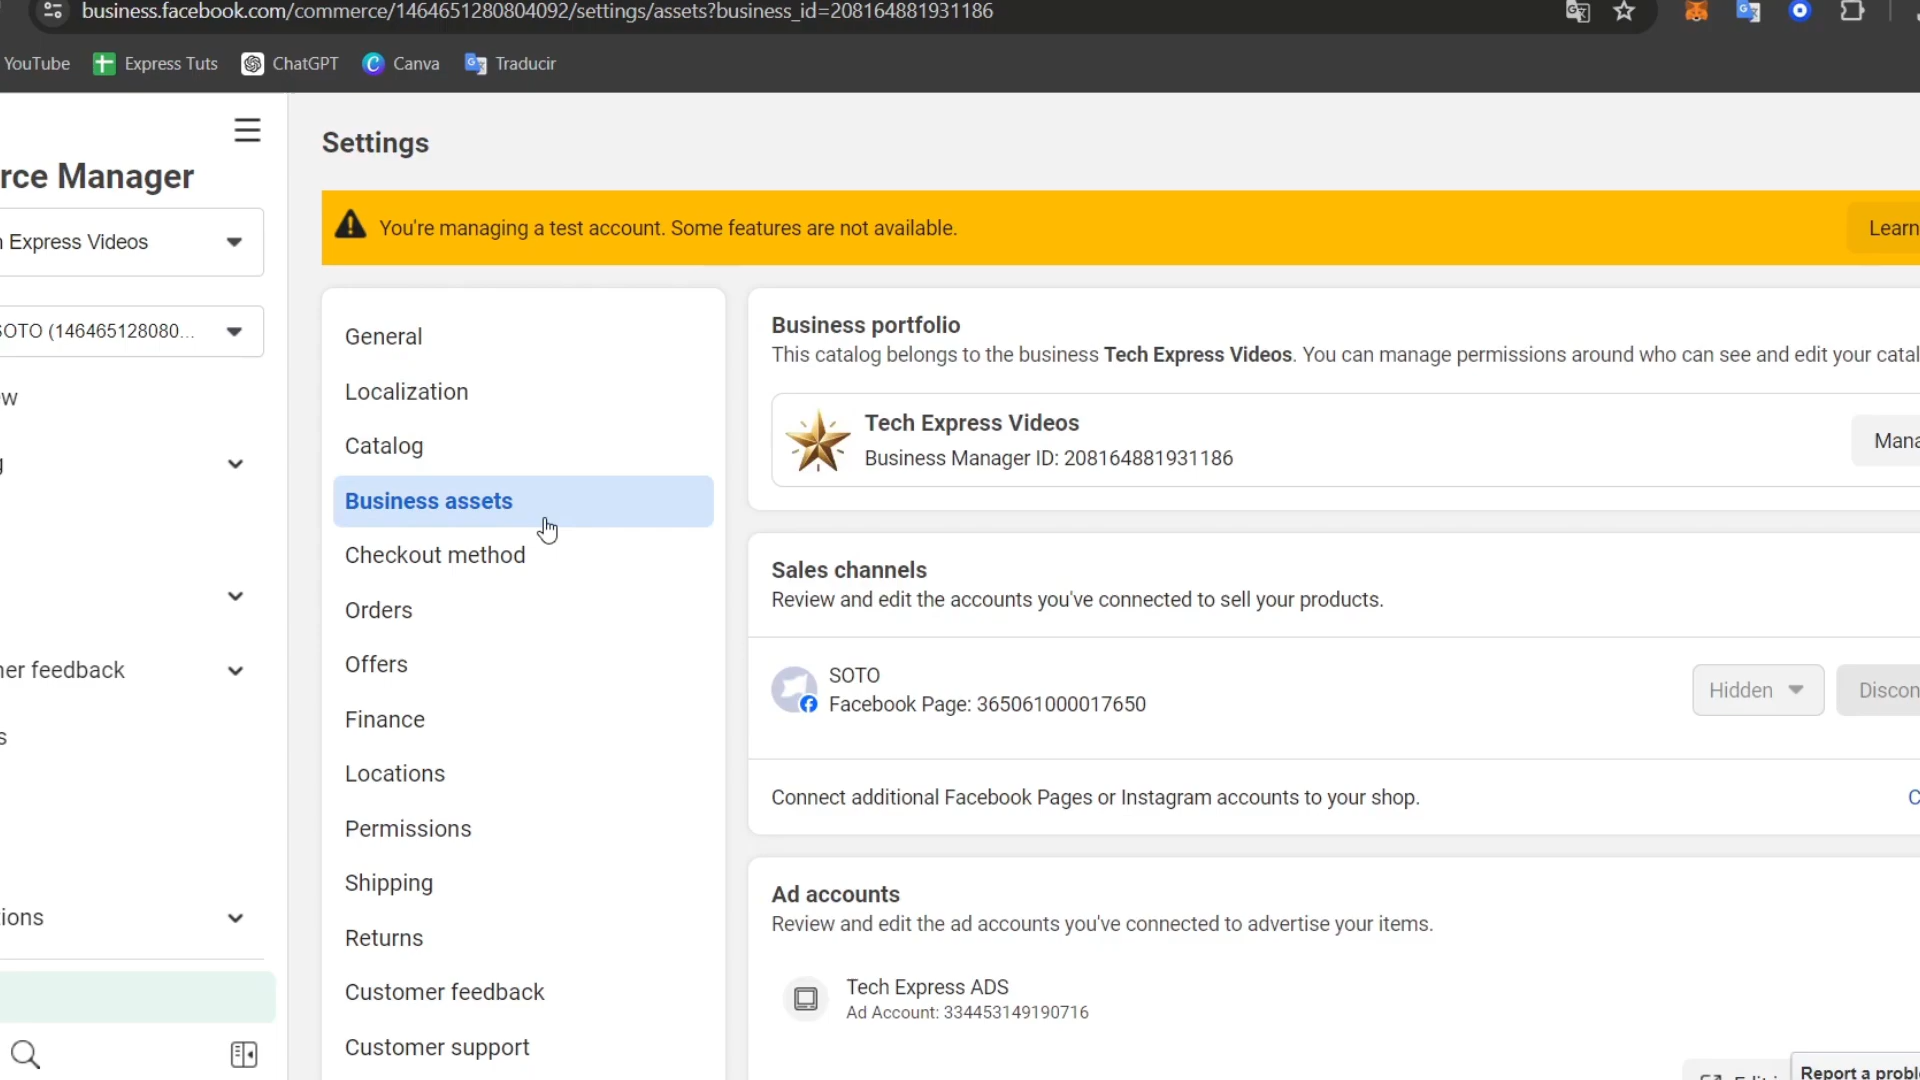 business.facebook.com/commerce/1464651280804092/settings/assets?business_id=208164881931186
YouTube
Express Tuts
ChatGPT
Canva
Traducir
rce Manager
Express Videos
SOTO (146465128080...
w
g
er feedback
s
ions
Settings
You're managing a test account. Some features are not available.
Learn
General
Localization
Catalog
Business assets
Checkout method
Orders
Offers
Finance
Locations
Permissions
Shipping
Returns
Customer feedback
Customer support
Business portfolio
This catalog belongs to the business Tech Express Videos. You can manage permissions around who can see and edit your catal
Tech Express Videos
Business Manager ID: 208164881931186
Mana
Sales channels
Review and edit the accounts you've connected to sell your products.
SOTO
Facebook Page: 365061000017650
Hidden
Discon
Connect additional Facebook Pages or Instagram accounts to your shop.
C
Ad accounts
Review and edit the ad accounts you've connected to advertise your items.
Tech Express ADS
Ad Account: 334453149190716
Report a proble